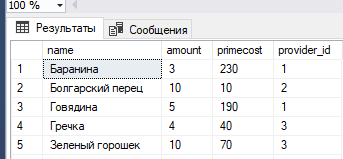 100 %
Результаты Сообщения
name amount primecost provider_id
1 Баранина 3 230 1
2 Болгарский перец 10 10 2
3 Говядина 5 190 1
4 Гречка 4 40 3
5 Зеленый горошек 10 70 3